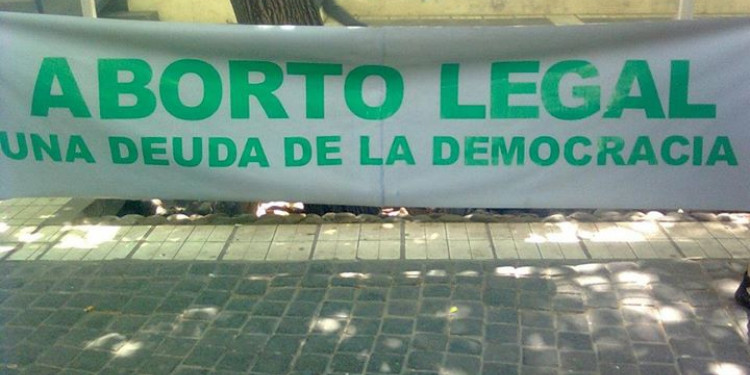 ABORTO LEGAL
UNA DEUDA DE LA DEMOCRACIA